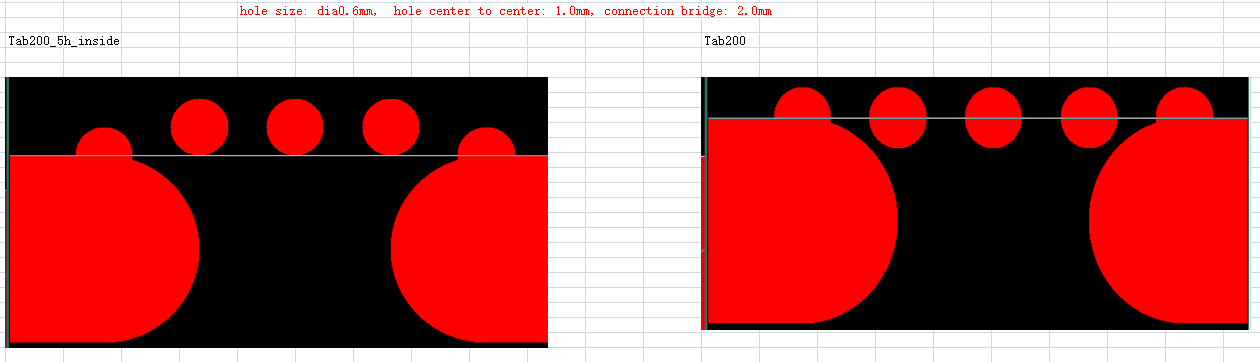 hole size: dia0.6mm, hole center to center: 1.0mm, connection bridge: 2.0mm
Tab200_5h_inside
Tab200